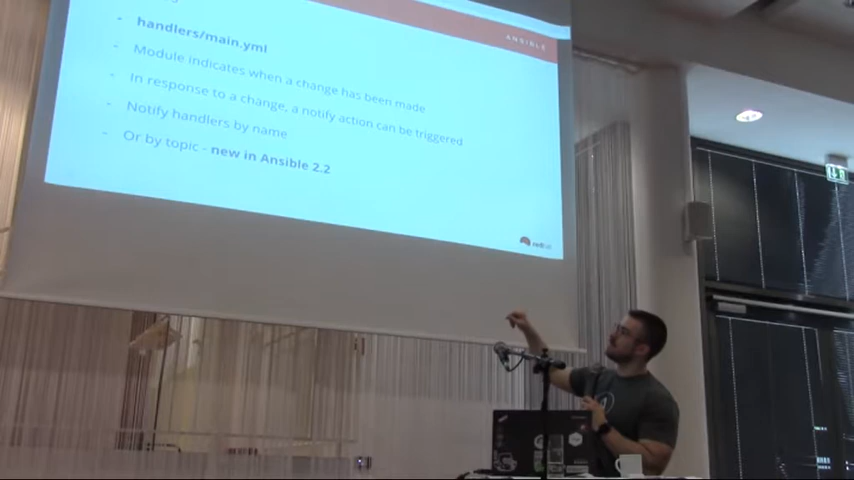 ANSIBLE
- handlers/main.yml
- Module indicates when a change has been made
- In response to a change, a notify action can be triggered
- Notify handlers by name
- Or by topic - new in Ansible 2.2
redhat